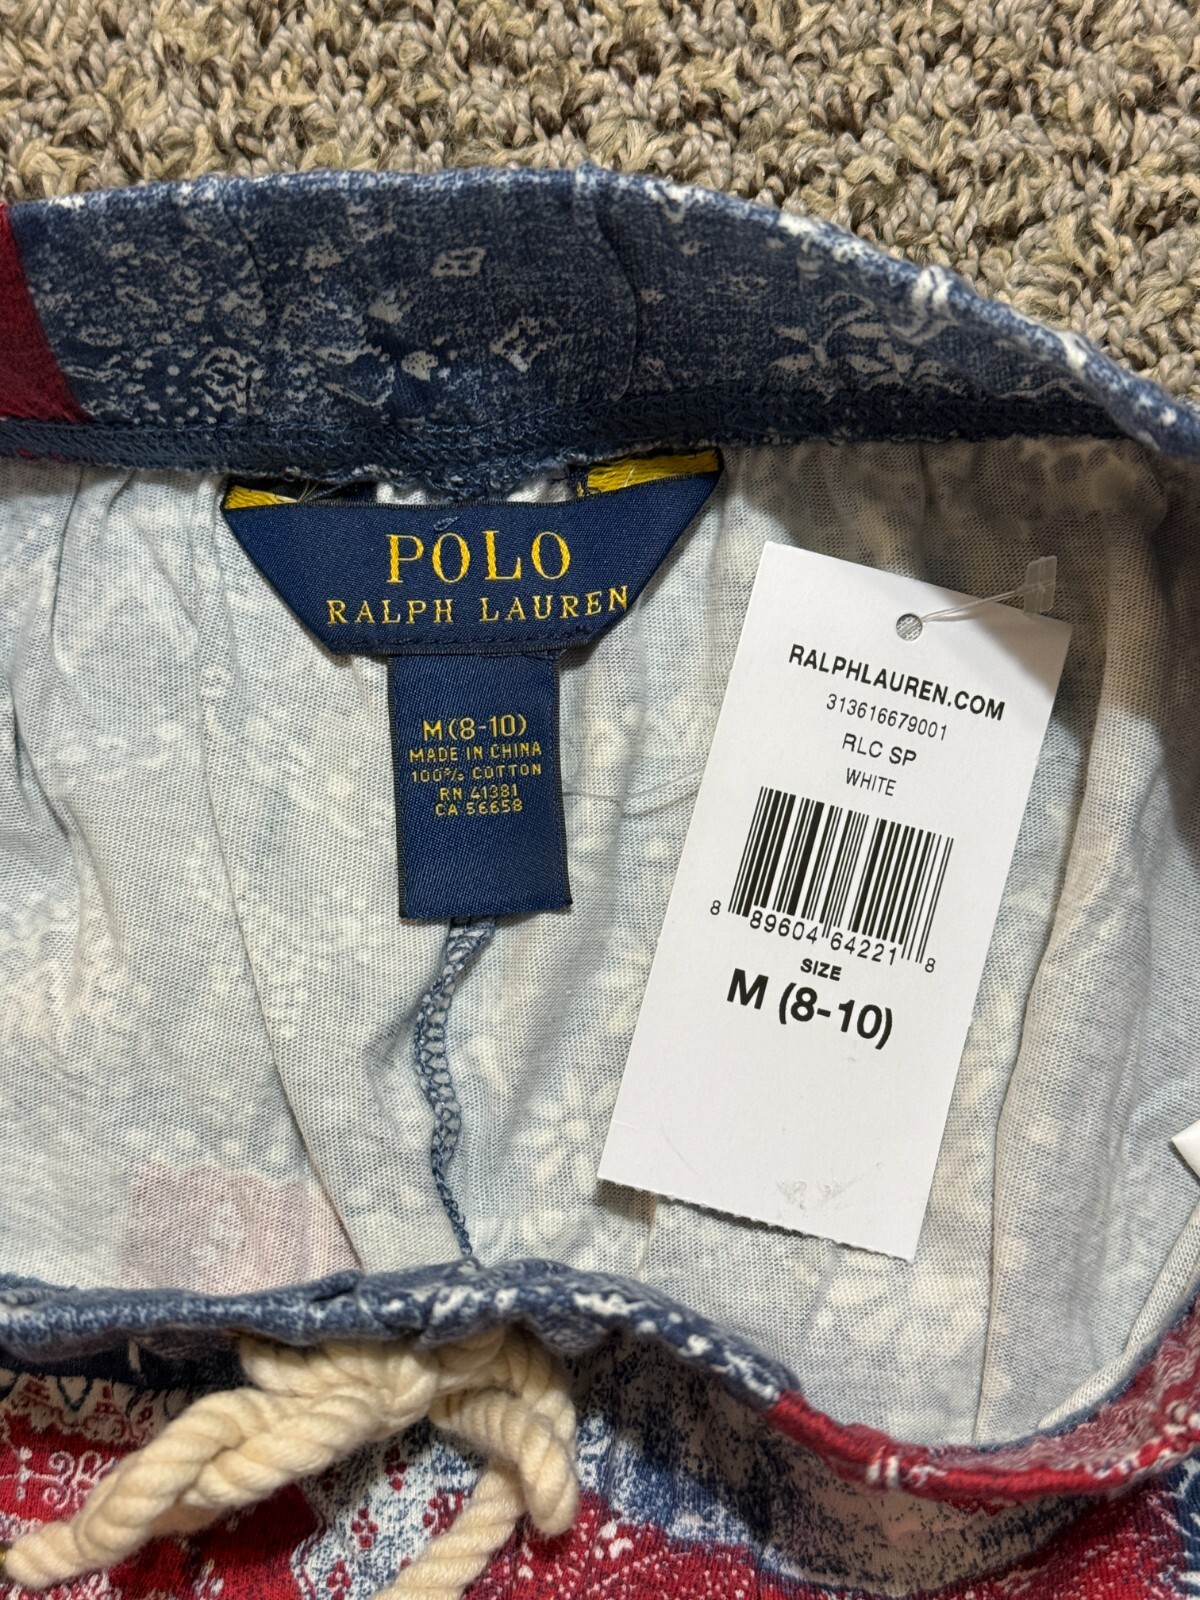 POLO
RALPH LAUREN
M (8-10)
MADE IN CHINA
100% COTTON
RN 41381
CA 56658
RALPHLAUREN.COM
313616679001
RLC SP
WHITE
8 89604 64221 8
SIZE
M (8-10)